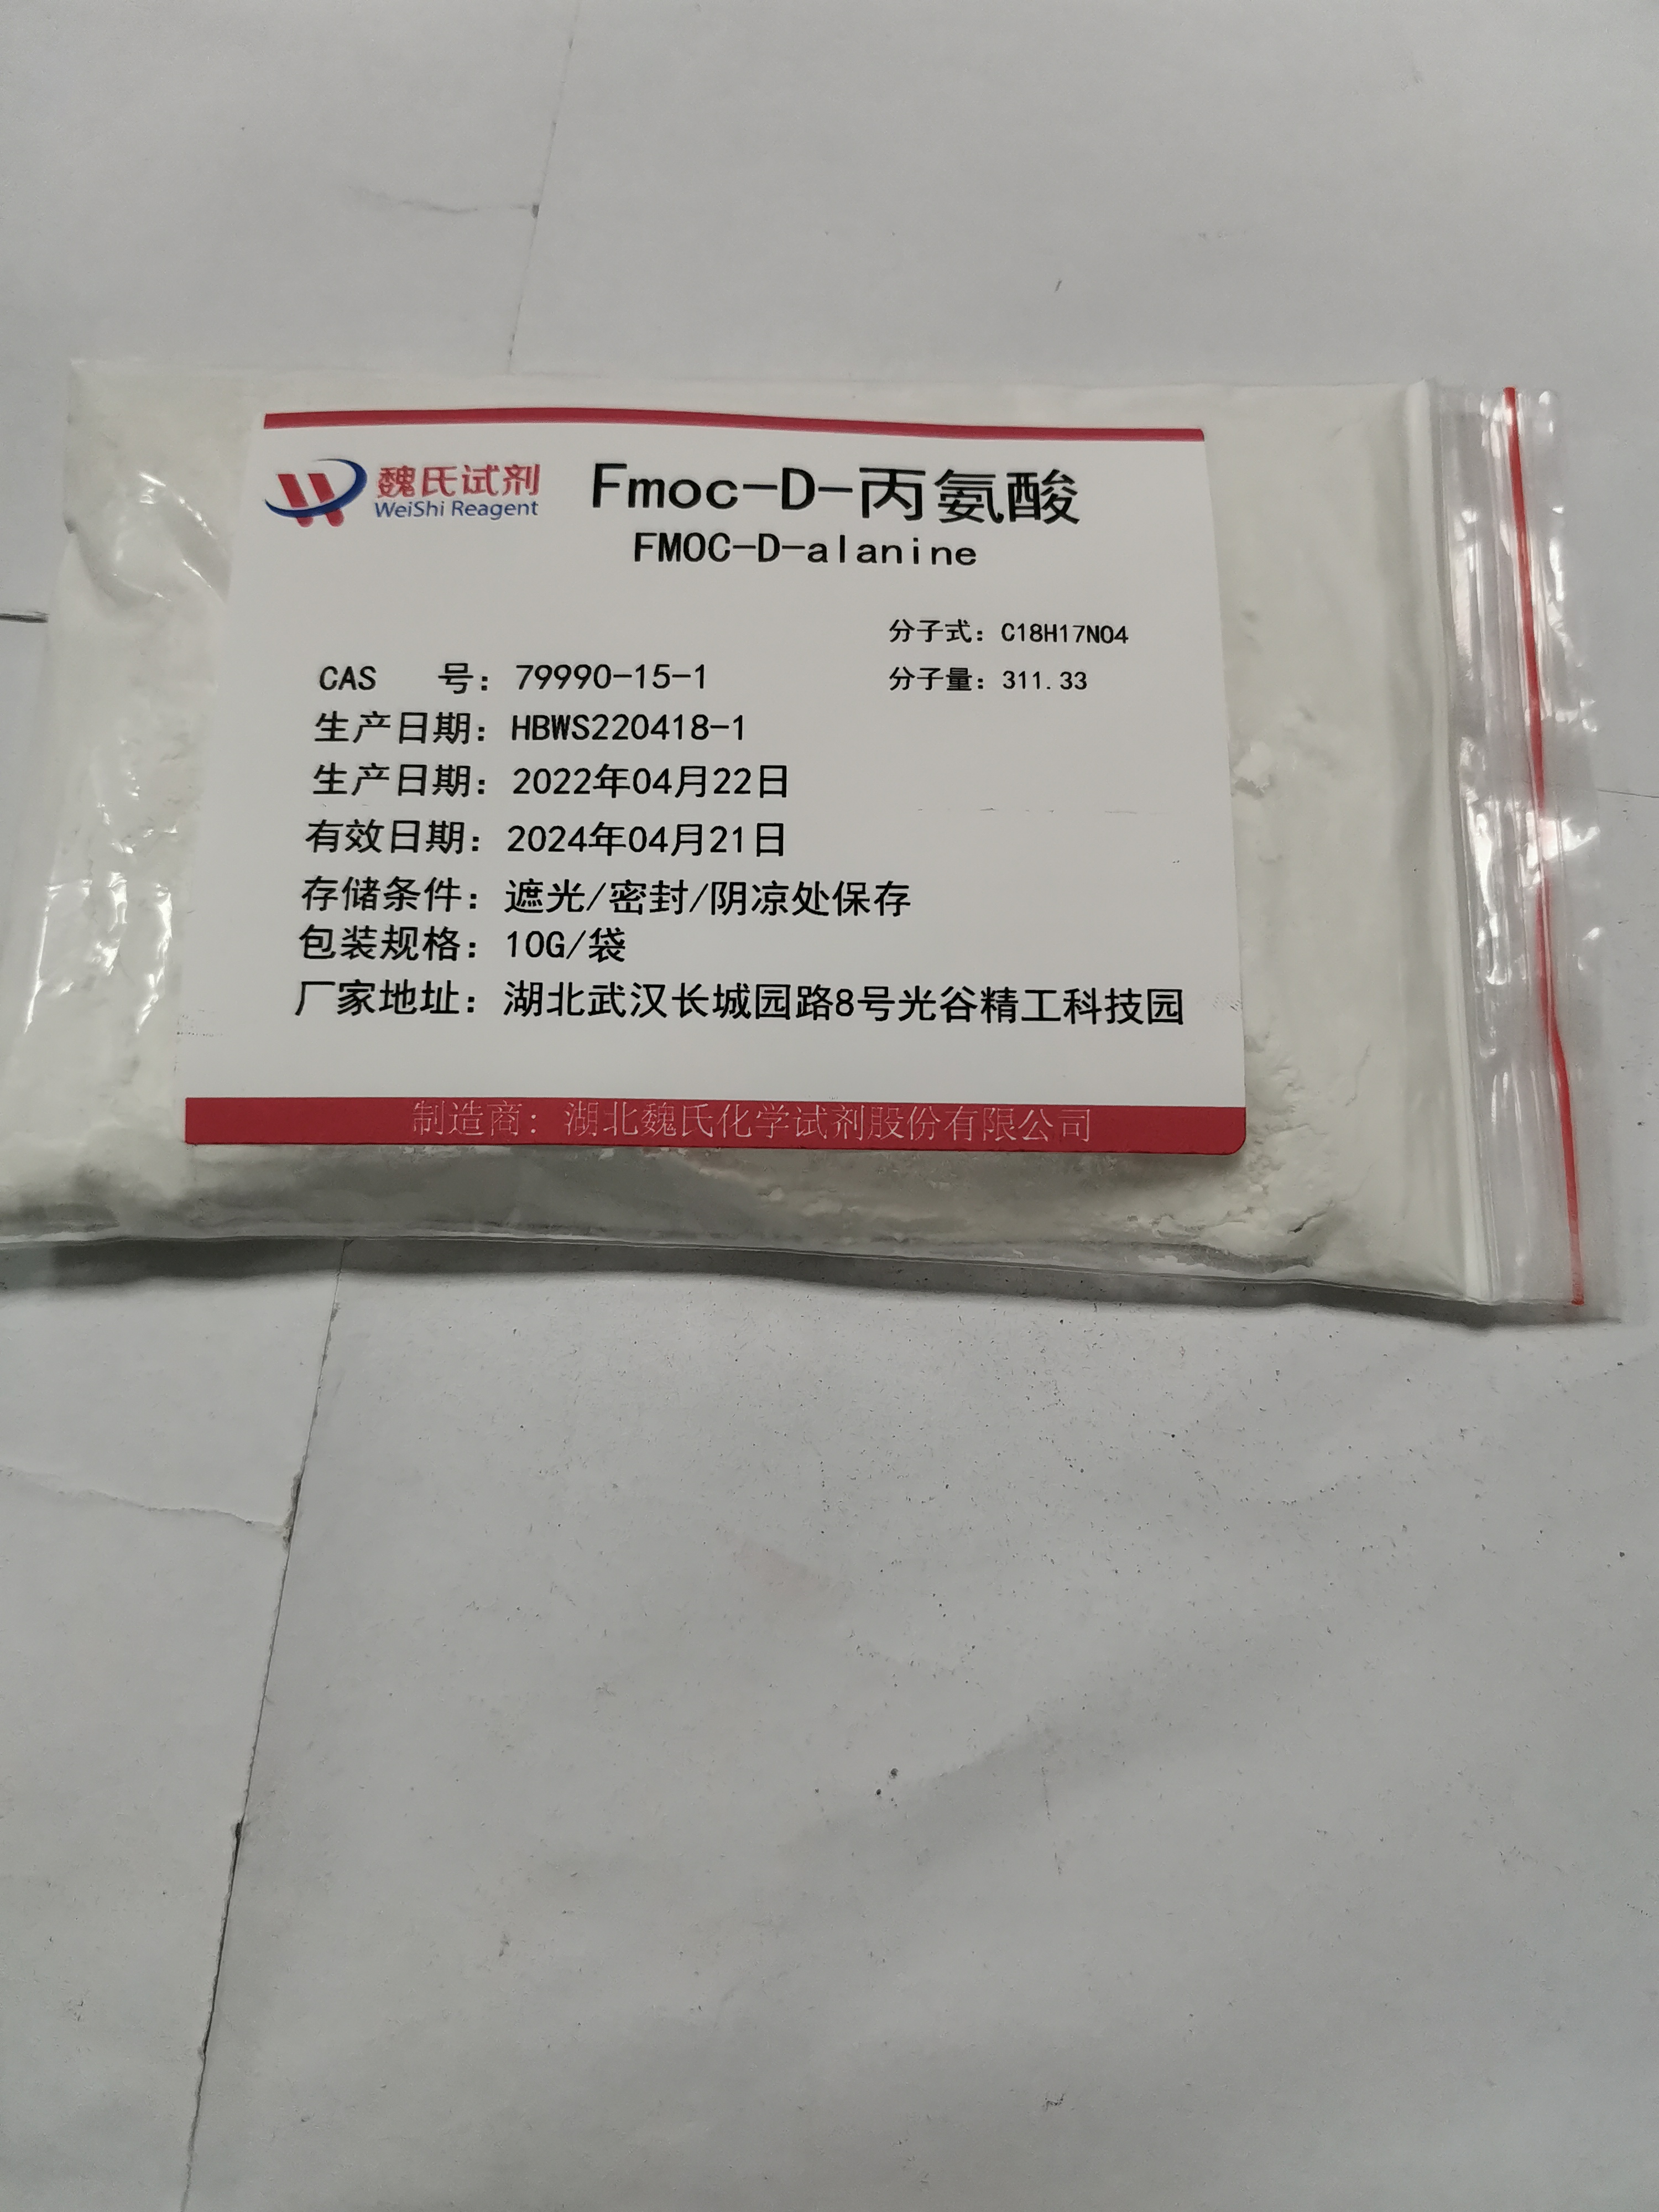 魏氏试剂
WeiShi Reagent
Fmoc-D-丙氨酸
FMOC-D-alanine
分子式：C18H17NO4
CAS 号：79990-15-1
分子量：311.33
生产日期：HBWS220418-1
生产日期：2022年04月22日
有效日期：2024年04月21日
存储条件：遮光/密封/阴凉处保存
包装规格：10G/袋
厂家地址：湖北武汉长城园路8号光谷精工科技园
制造商：湖北魏氏化学试剂股份有限公司